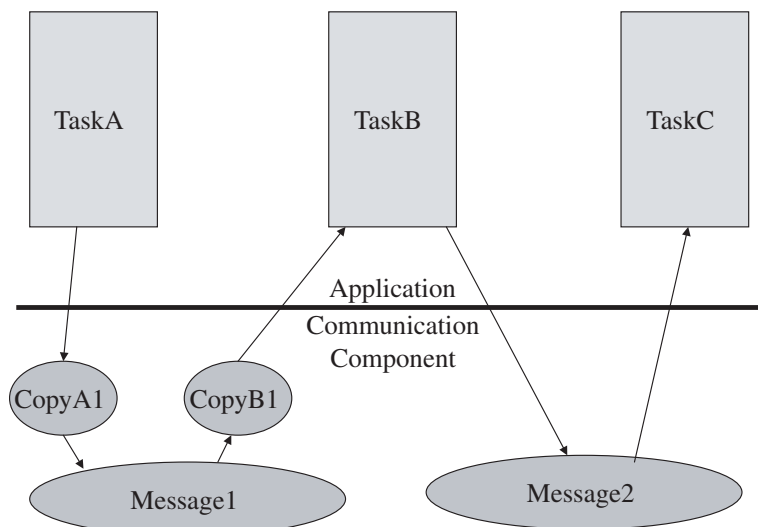 TaskA
TaskB
TaskC
Application
Communication
Component
CopyA1
CopyB1
Message1
Message2